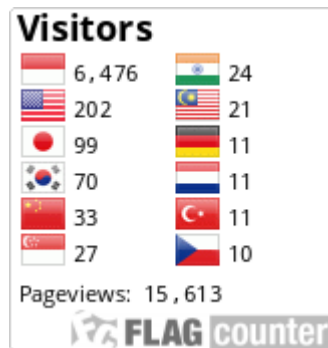 Visitors
6,476 24
202 21
99 11
70 11
33 11
27 10
Pageviews: 15,613
FLAG counter